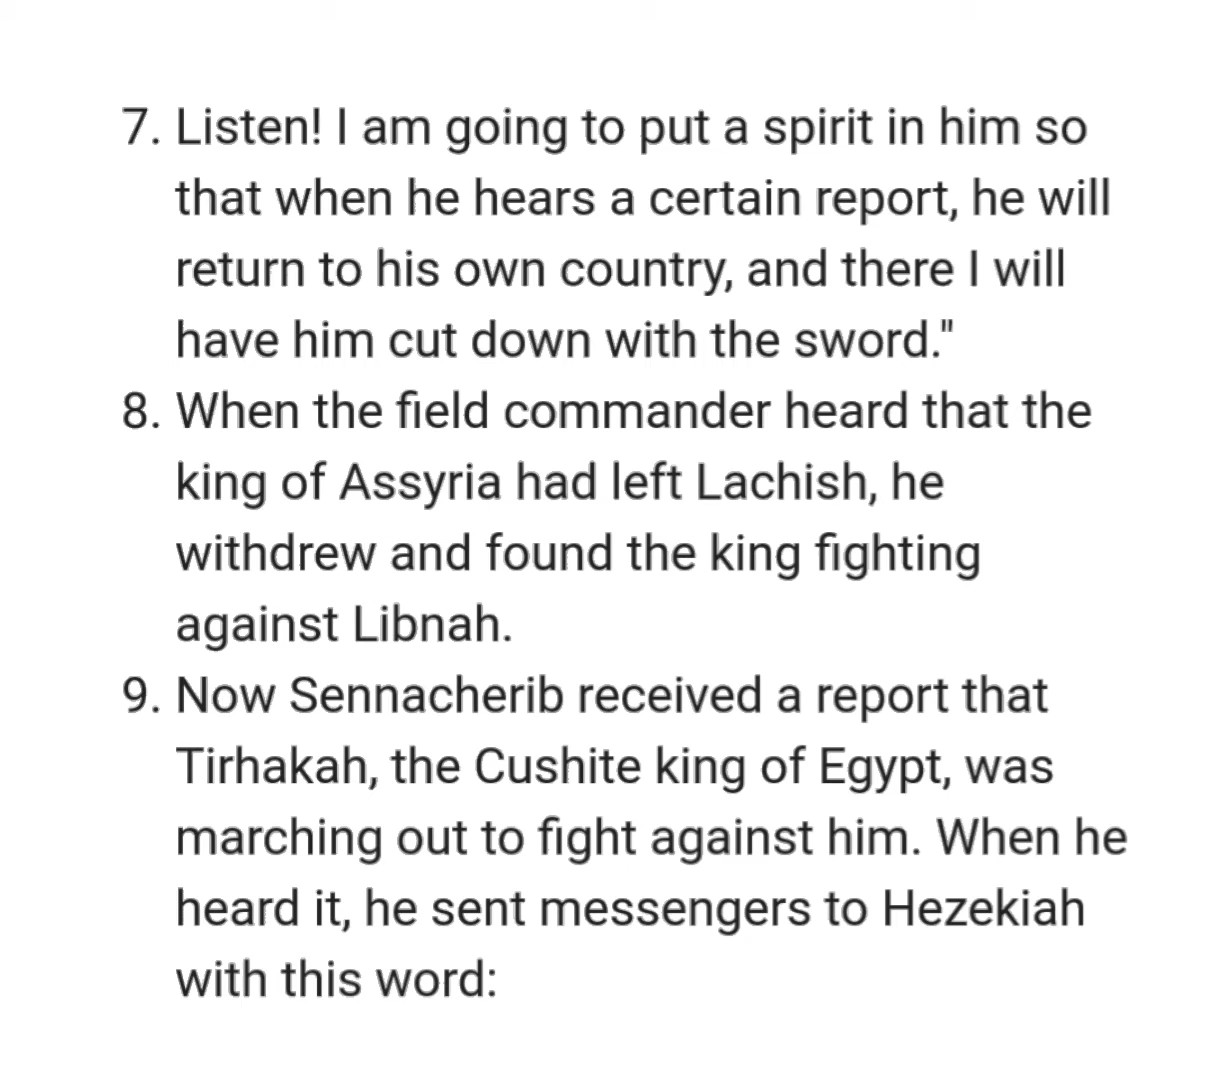 7. Listen! I am going to put a spirit in him so
that when he hears a certain report, he will
return to his own country, and there I will
have him cut down with the sword."
8. When the field commander heard that the
king of Assyria had left Lachish, he
withdrew and found the king fighting
against Libnah.
9. Now Sennacherib received a report that
Tirhakah, the Cushite king of Egypt, was
marching out to fight against him. When he
heard it, he sent messengers to Hezekiah
with this word: